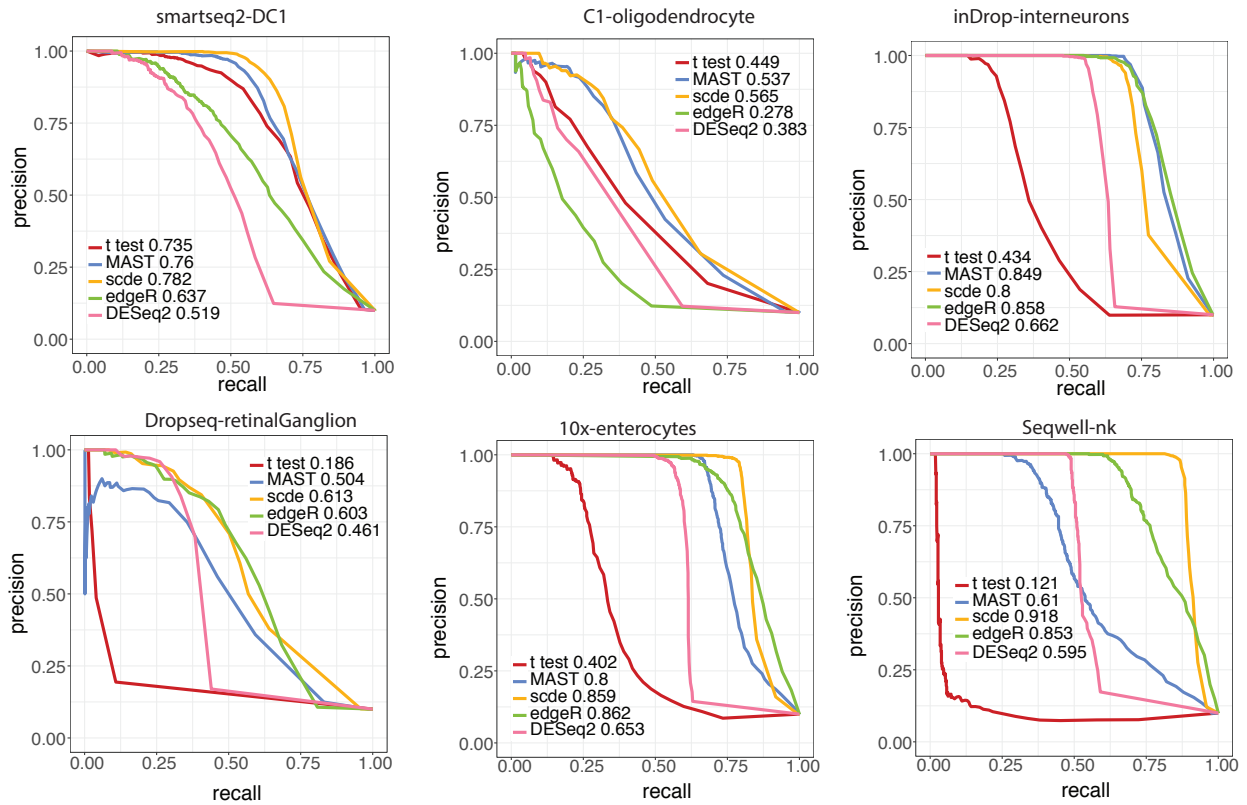 smartseq2-DC1
precision
1.00
0.75
0.50
0.25
0.00
t test 0.735
MAST 0.76
scde 0.782
edgeR 0.637
DESeq2 0.519
0.00 0.25 0.50 0.75 1.00
recall
C1-oligodendrocyte
precision
1.00
0.75
0.50
0.25
0.00
t test 0.449
MAST 0.537
scde 0.565
edgeR 0.278
DESeq2 0.383
0.00 0.25 0.50 0.75 1.00
recall
inDrop-interneurons
precision
1.00
0.75
0.50
0.25
0.00
t test 0.434
MAST 0.849
scde 0.8
edgeR 0.858
DESeq2 0.662
0.00 0.25 0.50 0.75 1.00
recall
Dropseq-retinalGanglion
precision
1.00
0.75
0.50
0.25
0.00
t test 0.186
MAST 0.504
scde 0.613
edgeR 0.603
DESeq2 0.461
0.00 0.25 0.50 0.75 1.00
recall
10x-enterocytes
precision
1.00
0.75
0.50
0.25
0.00
t test 0.402
MAST 0.8
scde 0.859
edgeR 0.862
DESeq2 0.653
0.00 0.25 0.50 0.75 1.00
recall
Seqwell-nk
precision
1.00
0.75
0.50
0.25
0.00
t test 0.121
MAST 0.61
scde 0.918
edgeR 0.853
DESeq2 0.595
0.00 0.25 0.50 0.75 1.00
recall